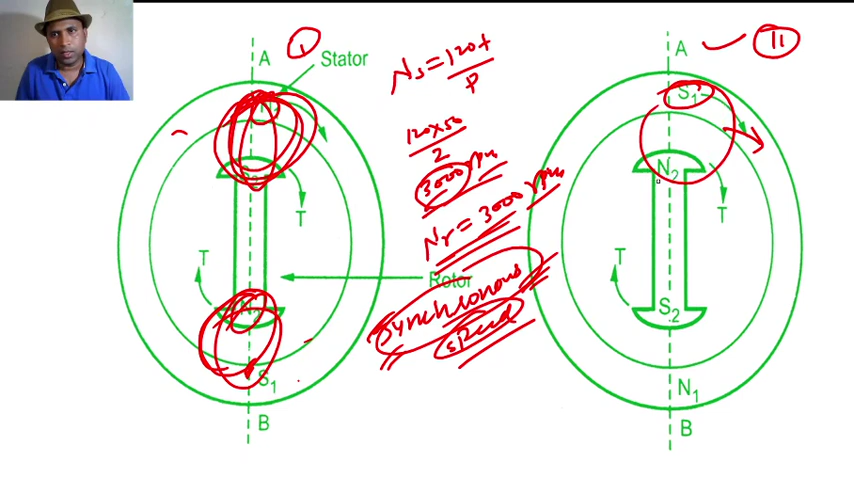 A
I
Stator
T
T
Rotor
N2
S1
B
Ns = 120f
P
120×50
2
3000 rpm
Nr = 3000 rpm
Synchronous
speed
A
II
S1
N2
T
T
S2
N1
B